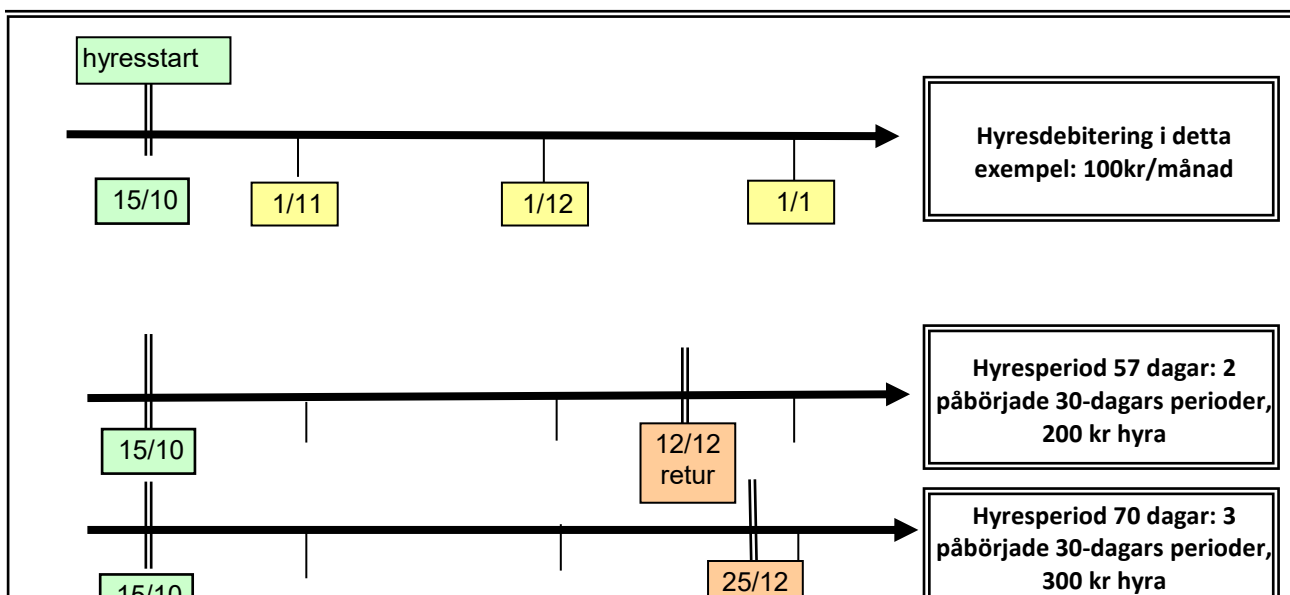 hyresstart
Hyresdebitering i detta
exempel: 100kr/månad
15/10
1/11
1/12
1/1
Hyresperiod 57 dagar: 2
påbörjade 30-dagars perioder,
200 kr hyra
15/10
12/12
retur
Hyresperiod 70 dagar: 3
påbörjade 30-dagars perioder,
300 kr hyra
15/10
25/12